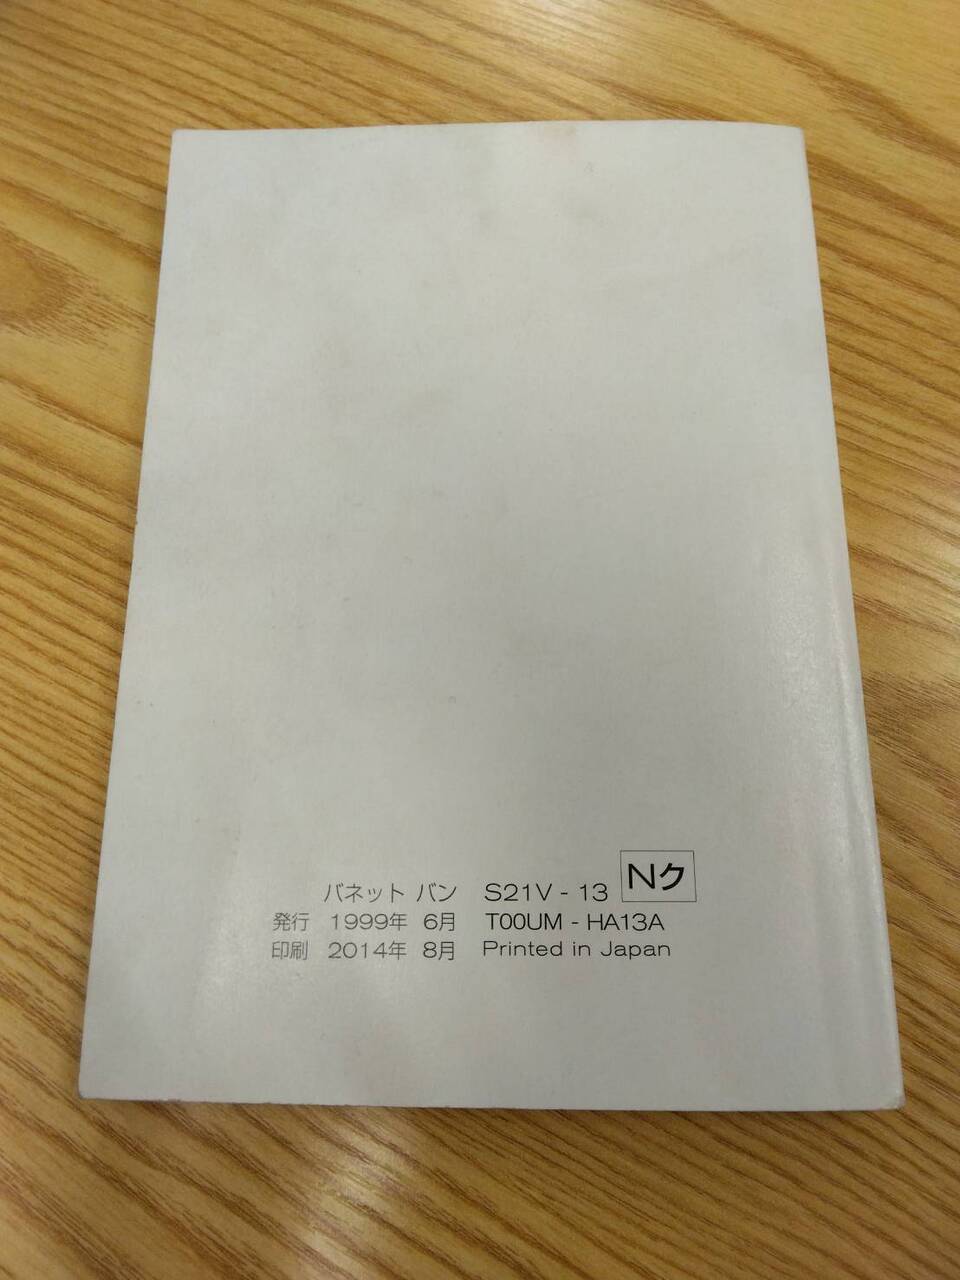 バネット バン S21V - 13 Nク
発行 1999年 6月 T00UM - HA13A
印刷 2014年 8月 Printed in Japan